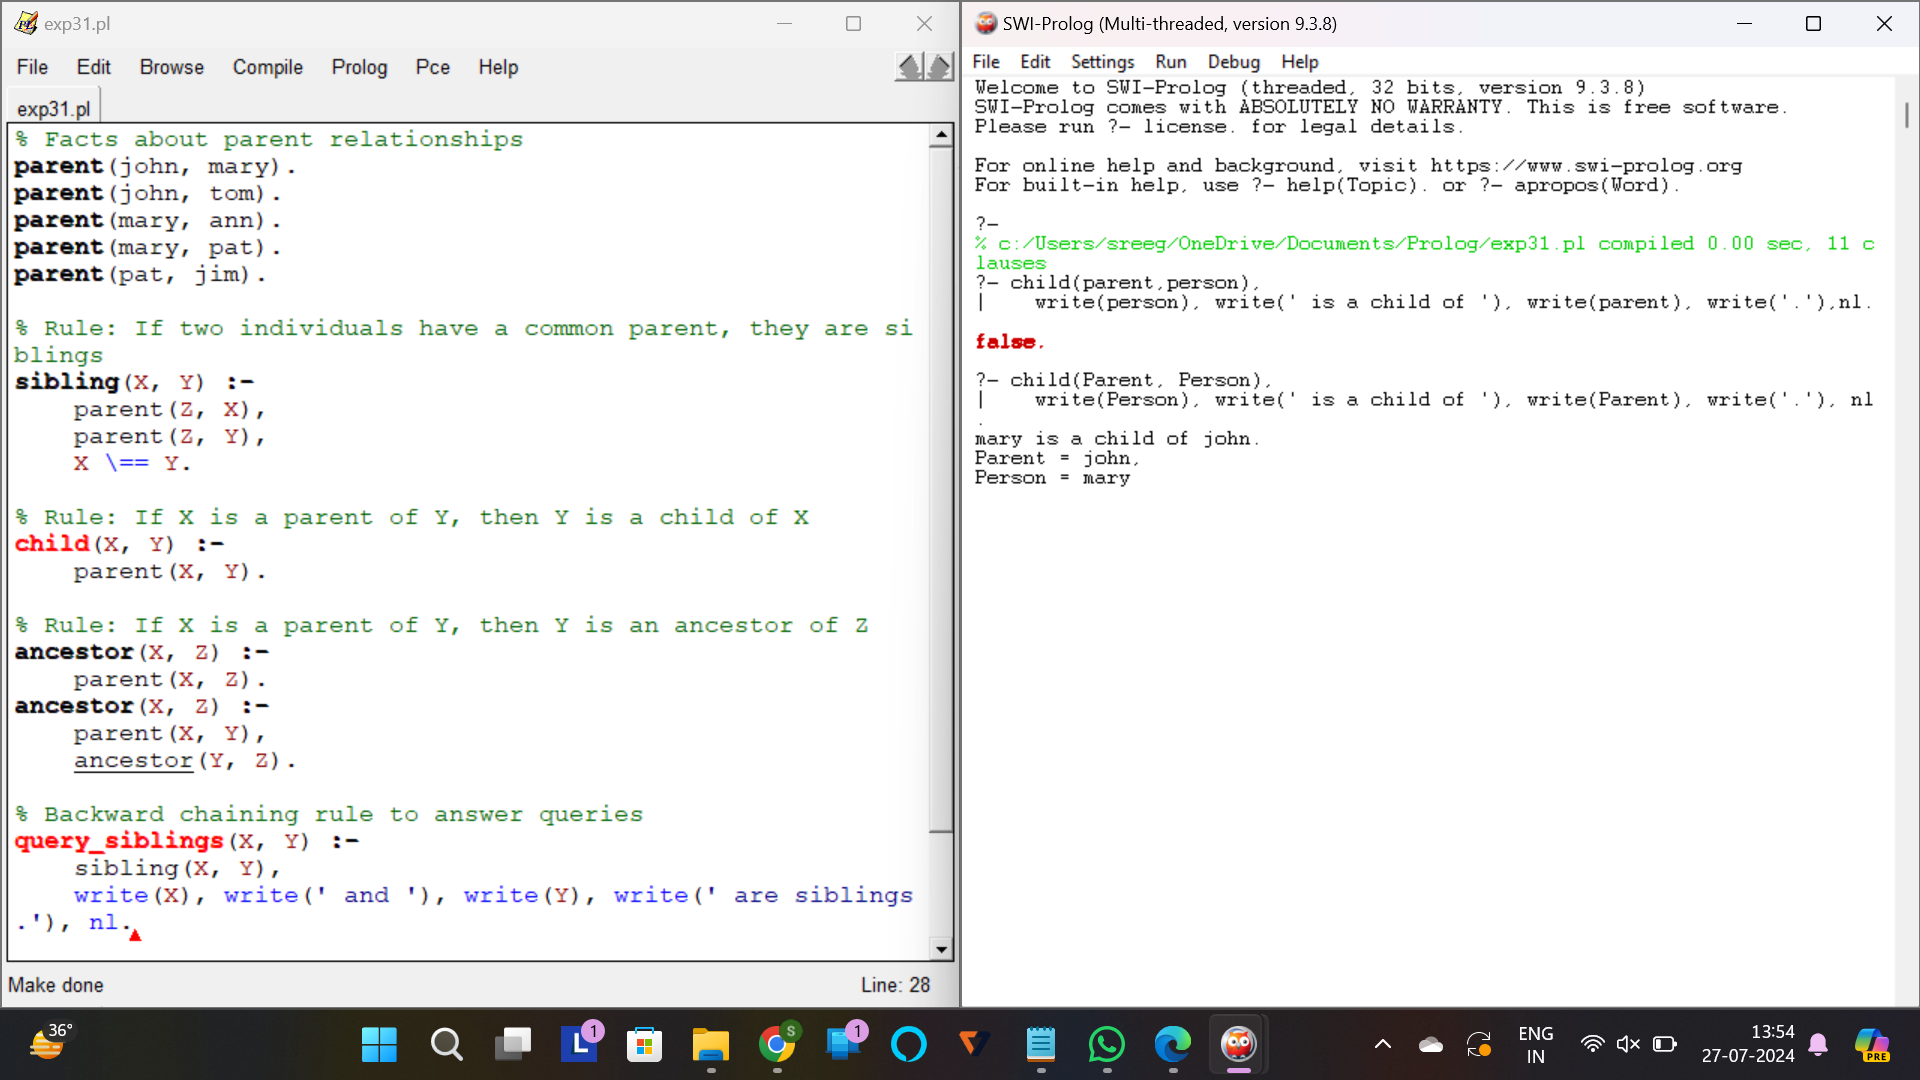 exp31.pl
File Edit Browse Compile Prolog Pce Help
exp31.pl
% Facts about parent relationships
parent(john, mary).
parent(john, tom).
parent(mary, ann).
parent(mary, pat).
parent(pat, jim).
% Rule: If two individuals have a common parent, they are si
blings
sibling(X, Y) :-
    parent(Z, X),
    parent(Z, Y),
    X \== Y.
% Rule: If X is a parent of Y, then Y is a child of X
child(X, Y) :-
    parent(X, Y).
% Rule: If X is a parent of Y, then Y is an ancestor of Z
ancestor(X, Z) :-
    parent(X, Z).
ancestor(X, Z) :-
    parent(X, Y),
    ancestor(Y, Z).
% Backward chaining rule to answer queries
query_siblings(X, Y) :-
    sibling(X, Y),
    write(X), write(' and '), write(Y), write(' are siblings
.'), nl.
Make done
Line: 28
SWI-Prolog (Multi-threaded, version 9.3.8)
File Edit Settings Run Debug Help
Welcome to SWI-Prolog (threaded, 32 bits, version 9.3.8)
SWI-Prolog comes with ABSOLUTELY NO WARRANTY. This is free software.
Please run ?- license. for legal details.
For online help and background, visit https://www.swi-prolog.org
For built-in help, use ?- help(Topic). or ?- apropos(Word).
?-
% c:/Users/sreeg/OneDrive/Documents/Prolog/exp31.pl compiled 0.00 sec, 11 c
lauses
?- child(parent,person),
|    write(person), write(' is a child of '), write(parent), write('.'),nl.
false.
?- child(Parent, Person),
|    write(Person), write(' is a child of '), write(Parent), write('.'), nl
.
mary is a child of john.
Parent = john,
Person = mary
36°
L
1
S
1
ENG
IN
13:54
27-07-2024
PRE